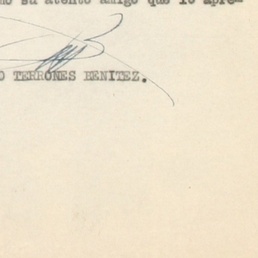 su atento amigo que lo apre-
O TERRONES BENITEZ.